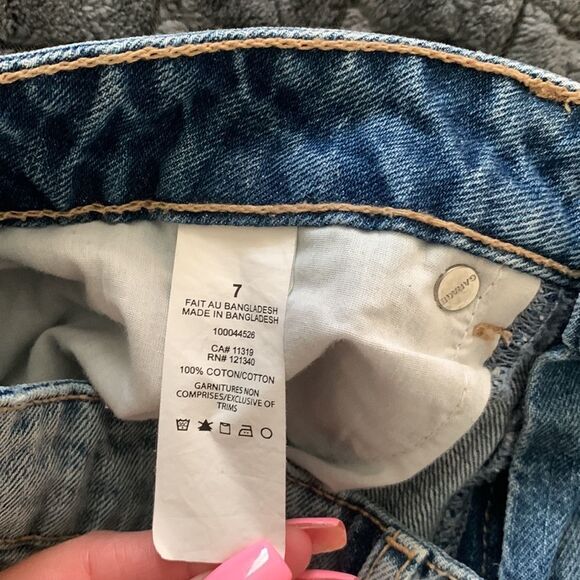 7
FAIT AU BANGLADESH
MADE IN BANGLADESH
100044526
CA# 11319
RN# 121340
100% COTON/COTTON
GARNITURES NON
COMPRISES/EXCLUSIVE OF
TRIMS
GARAGE